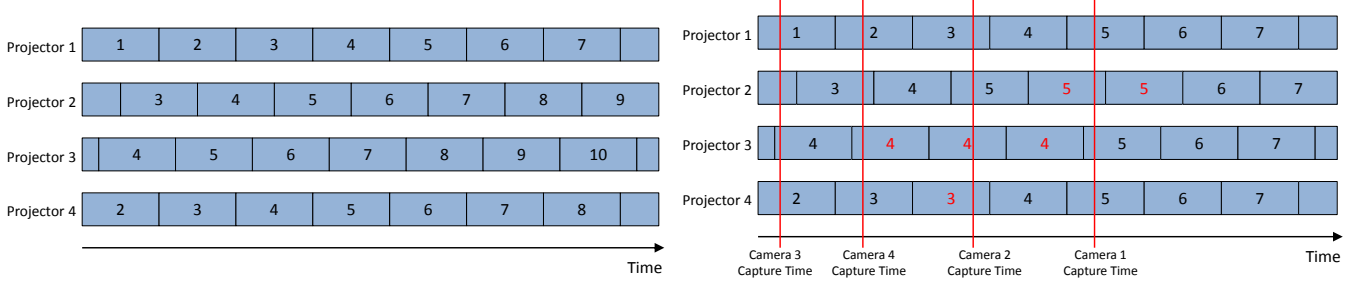 Projector 1 1 2 3 4 5 6 7
Projector 2 3 4 5 6 7 8 9
Projector 3 4 5 6 7 8 9 10
Projector 4 2 3 4 5 6 7 8
Time
Projector 1 1 2 3 4 5 6 7
Projector 2 3 4 5 5 5 6 7
Projector 3 4 4 4 4 5 6 7
Projector 4 2 3 3 4 5 6 7
Camera 3
Capture Time
Camera 4
Capture Time
Camera 2
Capture Time
Camera 1
Capture Time
Time